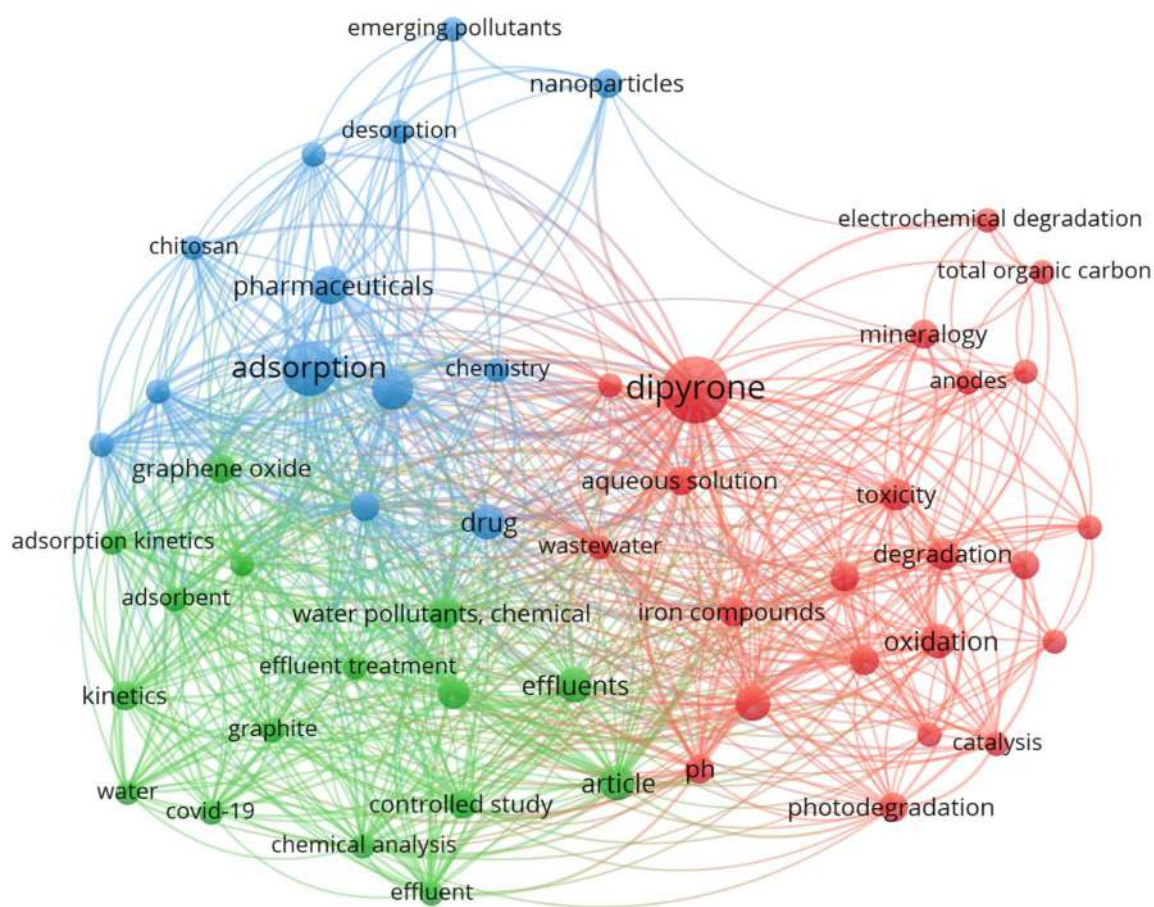 emerging pollutants
nanoparticles
desorption
electrochemical degradation
chitosan
total organic carbon
pharmaceuticals
mineralogy
adsorption
chemistry
dipyrone
anodes
graphene oxide
aqueous solution
toxicity
drug
adsorption kinetics
wastewater
degradation
adsorbent
water pollutants, chemical
iron compounds
oxidation
effluent treatment
effluents
kinetics
graphite
catalysis
ph
article
water
covid-19
controlled study
photodegradation
chemical analysis
effluent